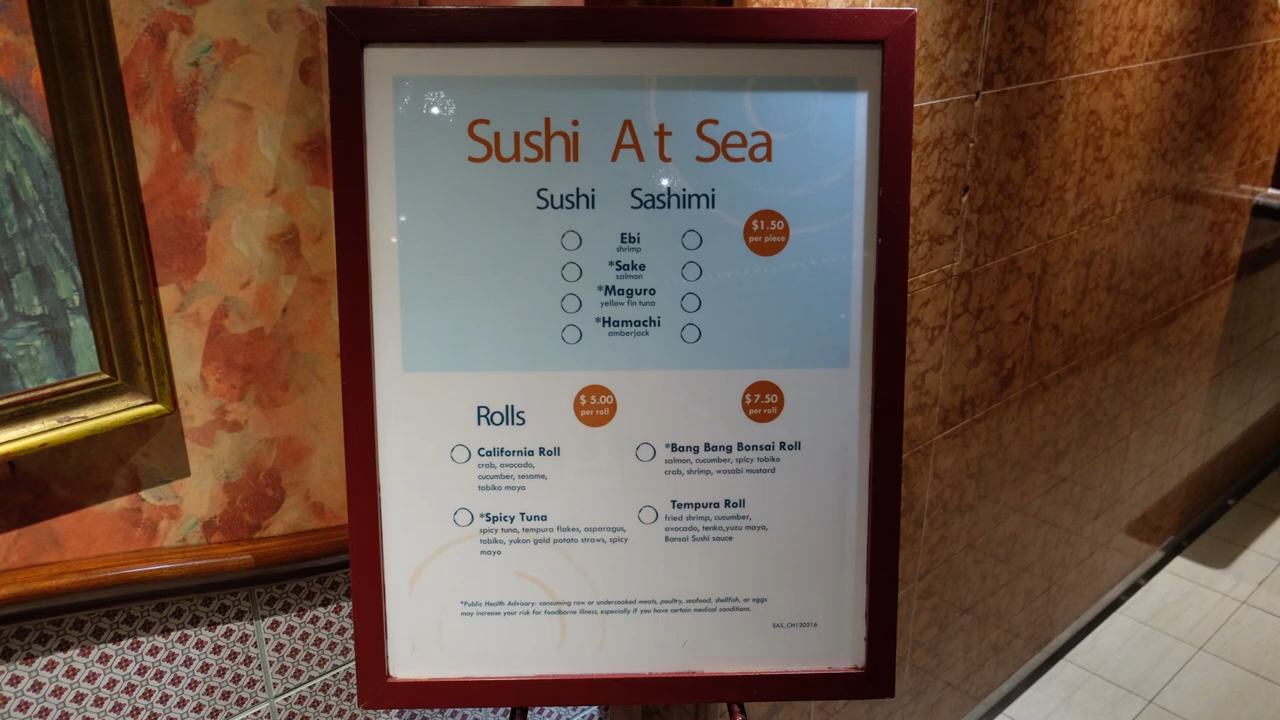 Sushi At Sea
Sushi Sashimi
$1.50
per piece
Ebi
shrimp
*Sake
salmon
*Maguro
yellow fin tuna
*Hamachi
amberjack
Rolls
$ 5.00
per roll
$ 7.50
per roll
California Roll
crab, avocado,
cucumber, sesame,
tobiko mayo
*Bang Bang Bonsai Roll
salmon, cucumber, spicy tobiko
crab, shrimp, wasabi mustard
*Spicy Tuna
spicy tuna, tempura flakes, asparagus,
tobiko, yukon gold potato straws, spicy
mayo
Tempura Roll
fried shrimp, cucumber,
avocado, tenka,yuzu mayo,
Bonsai Sushi sauce
*Public Health Advisory: consuming raw or undercooked meats, poultry, seafood, shellfish, or eggs
may increase your risk for foodborne illness, especially if you have certain medical conditions.
SAS_CH120216